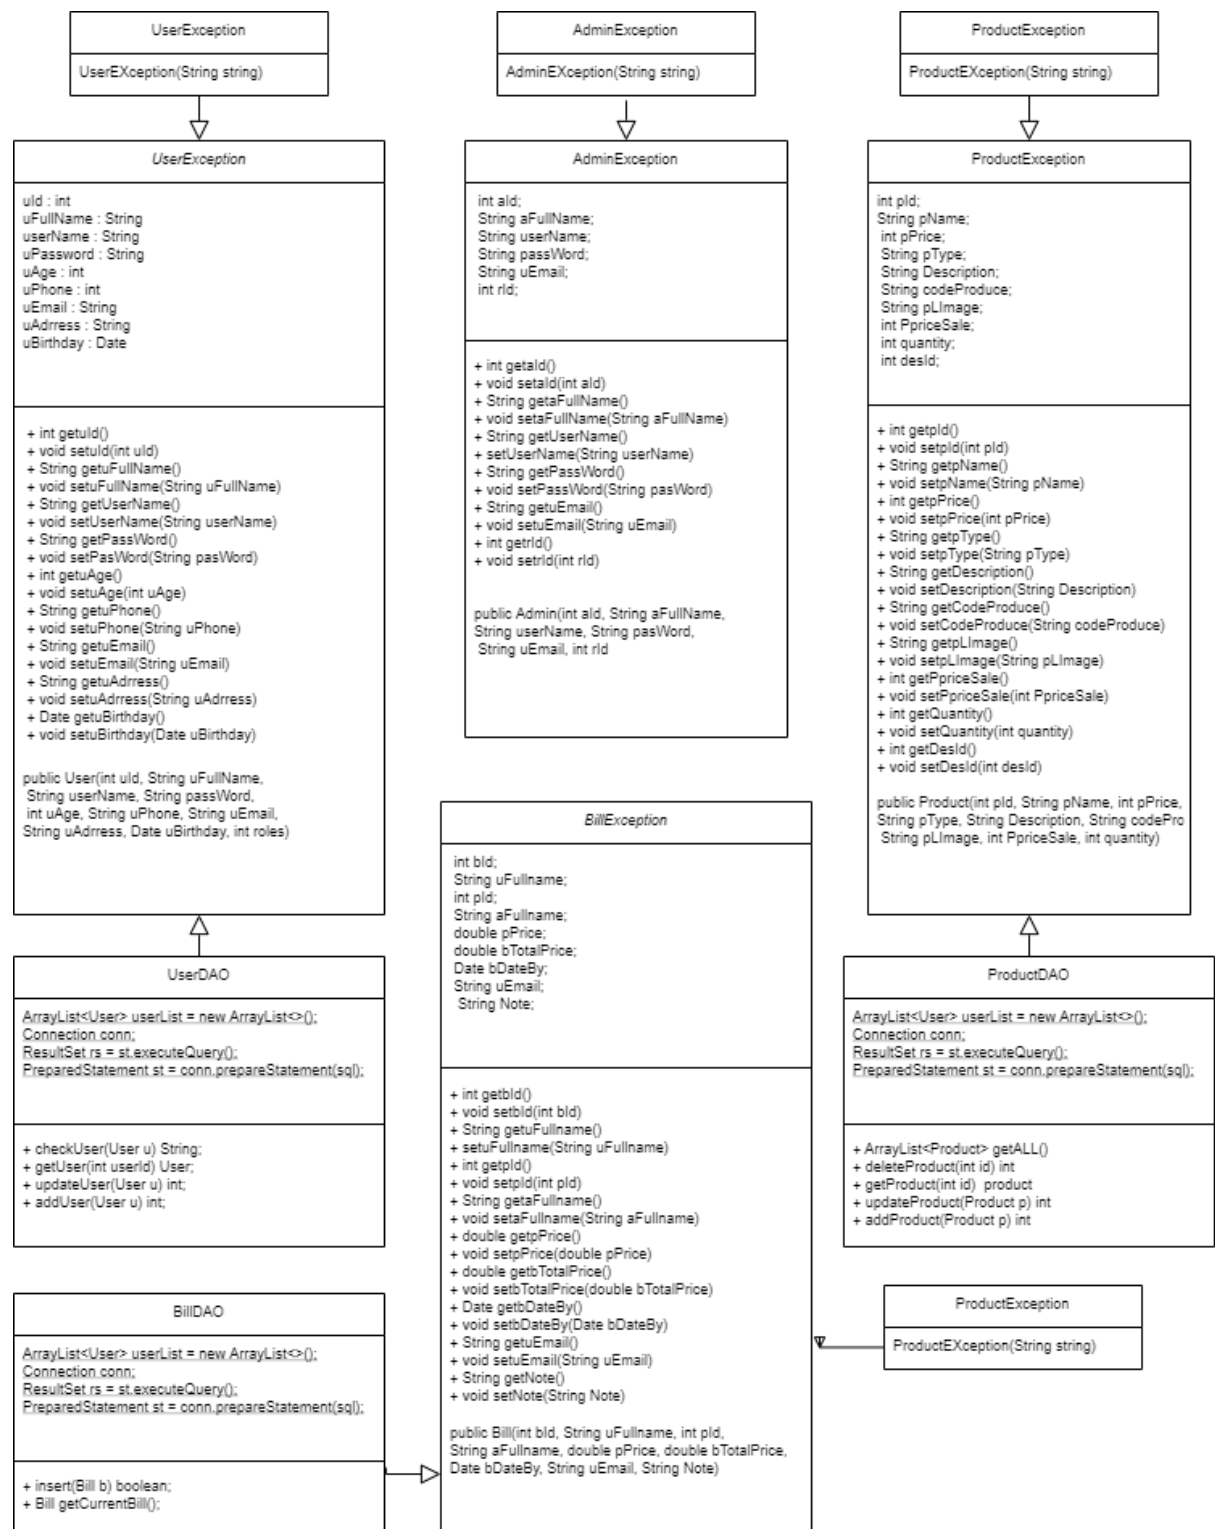 UserException
UserEXception(String string)
AdminException
AdminEXception(String string)
ProductException
ProductEXception(String string)
UserException
uId : int
uFullName : String
userName : String
uPassword : String
uAge : int
uPhone : int
uEmail : String
uAdrress : String
uBirthday : Date
+ int getuId()
+ void setuId(int uId)
+ String getuFullName()
+ void setuFullName(String uFullName)
+ String getUserName()
+ void setUserName(String userName)
+ String getPassWord()
+ void setPasWord(String pasWord)
+ int getuAge()
+ void setuAge(int uAge)
+ String getuPhone()
+ void setuPhone(String uPhone)
+ String getuEmail()
+ void setuEmail(String uEmail)
+ String getuAdrress()
+ void setuAdrress(String uAdrress)
+ Date getuBirthday()
+ void setuBirthday(Date uBirthday)
public User(int uId, String uFullName,
String userName, String passWord,
int uAge, String uPhone, String uEmail,
String uAdrress, Date uBirthday, int roles)
AdminException
int aId;
String aFullName;
String userName;
String passWord;
String uEmail;
int rId;
+ int getaId()
+ void setaId(int aId)
+ String getaFullName()
+ void setaFullName(String aFullName)
+ String getUserName()
+ setUserName(String userName)
+ String getPassWord()
+ void setPassWord(String pasWord)
+ String getuEmail()
+ void setuEmail(String uEmail)
+ int getrId()
+ void setrId(int rId)
public Admin(int aId, String aFullName,
String userName, String pasWord,
String uEmail, int rId
ProductException
int pId;
String pName;
int pPrice;
String pType;
String Description;
String codeProduce;
String pLImage;
int PpriceSale;
int quantity;
int desId;
+ int getpId()
+ void setpId(int pId)
+ String getpName()
+ void setpName(String pName)
+ int getpPrice()
+ void setpPrice(int pPrice)
+ String getpType()
+ void setpType(String pType)
+ String getDescription()
+ void setDescription(String Description)
+ String getCodeProduce()
+ void setCodeProduce(String codeProduce)
+ String getpLImage()
+ void setpLImage(String pLImage)
+ int getPpriceSale()
+ void setPpriceSale(int PpriceSale)
+ int getQuantity()
+ void setQuantity(int quantity)
+ int getDesId()
+ void setDesId(int desId)
public Product(int pId, String pName, int pPrice,
String pType, String Description, String codePro
String pLImage, int PpriceSale, int quantity)
BillException
int bId;
String uFullname;
int pId;
String aFullname;
double pPrice;
double bTotalPrice;
Date bDateBy;
String uEmail;
String Note;
+ int getbId()
+ void setbId(int bId)
+ String getuFullname()
+ setuFullname(String uFullname)
+ int getpId()
+ void setpId(int pId)
+ String getaFullname()
+ void setaFullname(String aFullname)
+ double getpPrice()
+ void setpPrice(double pPrice)
+ double getbTotalPrice()
+ void setbTotalPrice(double bTotalPrice)
+ Date getbDateBy()
+ void setbDateBy(Date bDateBy)
+ String getuEmail()
+ void setuEmail(String uEmail)
+ String getNote()
+ void setNote(String Note)
public Bill(int bId, String uFullname, int pId,
String aFullname, double pPrice, double bTotalPrice,
Date bDateBy, String uEmail, String Note)
UserDAO
ArrayList<User> userList = new ArrayList<>();
Connection conn;
ResultSet rs = st.executeQuery();
PreparedStatement st = conn.prepareStatement(sql);
+ checkUser(User u) String;
+ getUser(int userId) User;
+ updateUser(User u) int;
+ addUser(User u) int;
ProductDAO
ArrayList<User> userList = new ArrayList<>();
Connection conn;
ResultSet rs = st.executeQuery();
PreparedStatement st = conn.prepareStatement(sql);
+ ArrayList<Product> getALL()
+ deleteProduct(int id) int
+ getProduct(int id) product
+ updateProduct(Product p) int
+ addProduct(Product p) int
BillDAO
ArrayList<User> userList = new ArrayList<>();
Connection conn;
ResultSet rs = st.executeQuery();
PreparedStatement st = conn.prepareStatement(sql);
+ insert(Bill b) boolean;
+ Bill getCurrentBill();
ProductException
ProductEXception(String string)